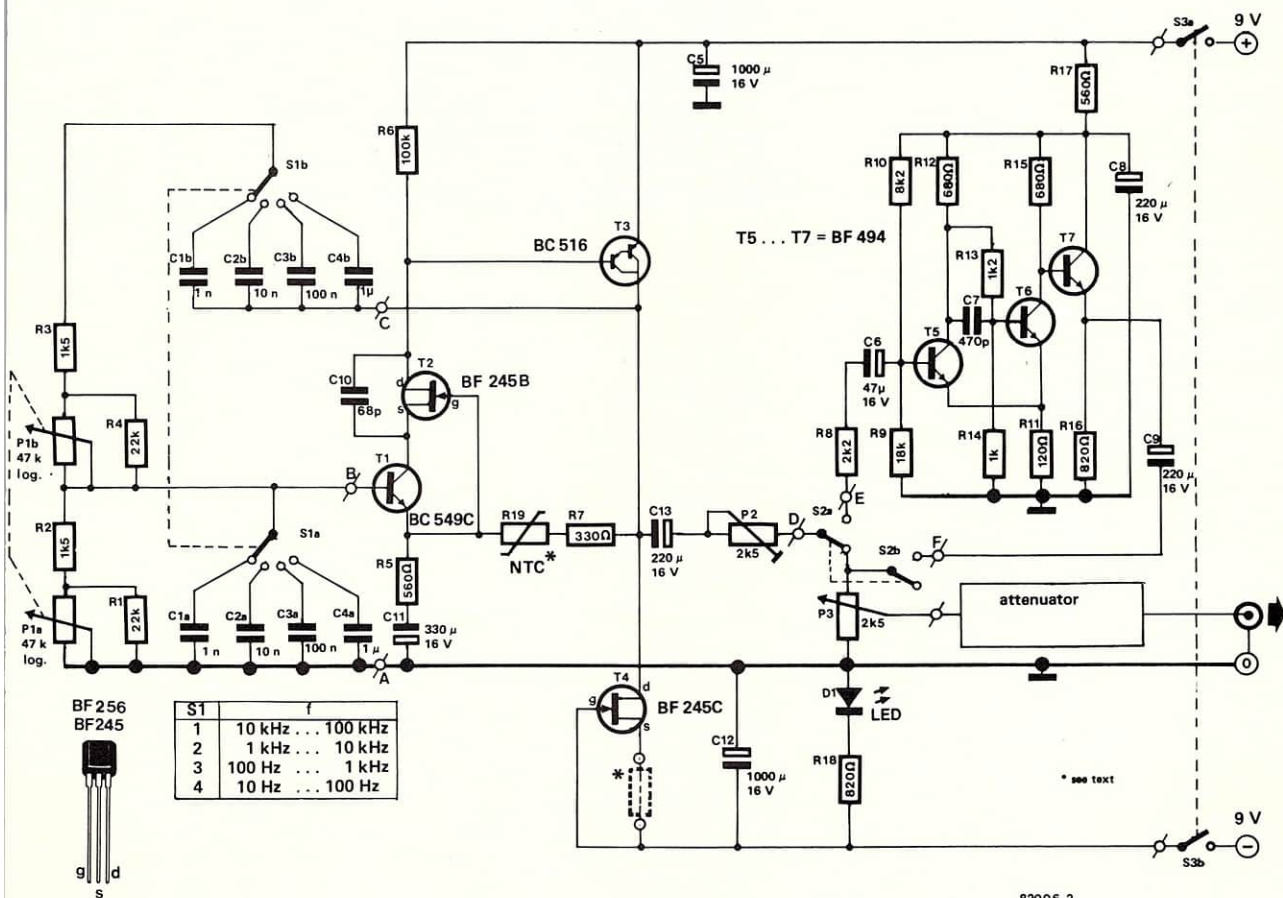 S3a
9 V
+
C5
1000 µ
16 V
R17
560Ω
R6
100k
S1b
R10
8k2
R12
680Ω
R15
680Ω
C8
220 µ
16 V
T3
BC 516
T5 ... T7 = BF 494
T7
R13
1k2
C1b
1 n
C2b
10 n
C3b
100 n
C4b
1µ
C
T6
C7
470p
T5
C6
47µ
16 V
R3
1k5
T2
BF 245B
d
s
g
C10
68p
R4
22k
P1b
47 k
log.
R8
2k2
R9
18k
R14
1k
R11
120Ω
R16
820Ω
C9
220 µ
16 V
B
T1
BC 549C
E
R2
1k5
S1a
R19
NTC*
R7
330Ω
C13
220 µ
16 V
P2
2k5
D
S2a
S2b
F
R5
560Ω
R1
22k
P1a
47 k
log.
C1a
1 n
C2a
10 n
C3a
100 n
C4a
1 µ
C11
330 µ
16 V
A
P3
2k5
attenuator
0
T4
BF 245C
g
d
s
D1
LED
C12
1000 µ
16 V
R18
820Ω
*
* see text
BF 256
BF245
g
s
d
S1 f
1 10 kHz ... 100 kHz
2 1 kHz ... 10 kHz
3 100 Hz ... 1 kHz
4 10 Hz ... 100 Hz
9 V
−
S3b